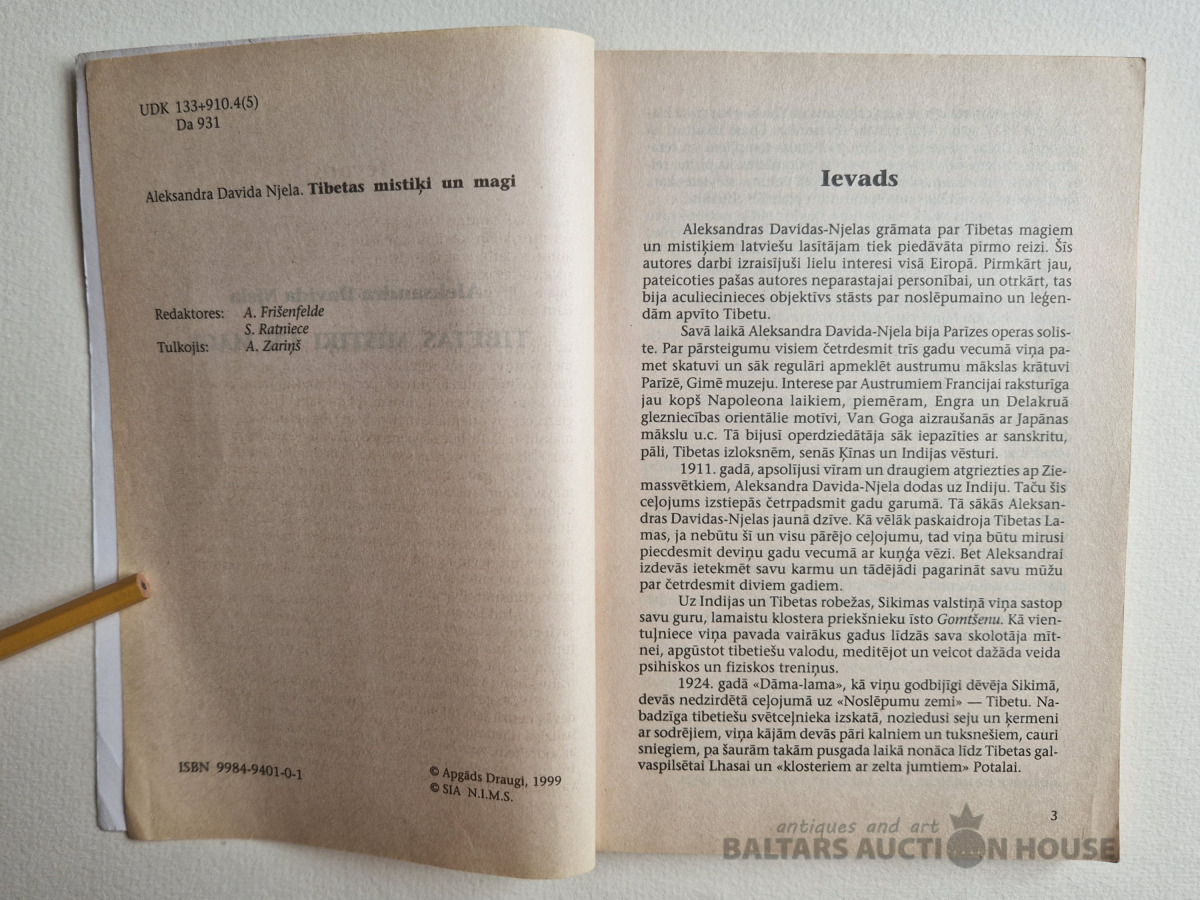 UDK 133+910.4(5)
Da 931
Aleksandra Davida Njela. Tibetas mistiķi un magi
Redaktores: A. Frišenfelde
S. Ratniece
Tulkojis: A. Zariņš
ISBN 9984-9401-0-1
© Apgāds Draugi, 1999
© SIA N.I.M.S.
Ievads
Aleksandras Davidas-Njelas grāmata par Tibetas magiem
un mistiķiem latviešu lasītājam tiek piedāvāta pirmo reizi. Šīs
autores darbi izraisījuši lielu interesi visā Eiropā. Pirmkārt jau,
pateicoties pašas autores neparastajai personībai, un otrkārt, tas
bija aculiecinieces objektīvs stāsts par noslēpumaino un leģen-
dām apvīto Tibetu.
Savā laikā Aleksandra Davida-Njela bija Parīzes operas solis-
te. Par pārsteigumu visiem četrdesmit trīs gadu vecumā viņa pa-
met skatuvi un sāk regulāri apmeklēt austrumu mākslas krātuvi
Parīzē, Gimē muzeju. Interese par Austrumiem Francijai raksturīga
jau kopš Napoleona laikiem, piemēram, Engra un Delakruā
glezniecības orientālie motīvi, Van Goga aizraušanās ar Japānas
mākslu u.c. Tā bijusī operdziedātāja sāk iepazīties ar sanskritu,
pāli, Tibetas izloksnēm, senās Ķīnas un Indijas vēsturi.
1911. gadā, apsolījusi vīram un draugiem atgriezties ap Zie-
massvētkiem, Aleksandra Davida-Njela dodas uz Indiju. Taču šis
ceļojums izstiepās četrpadsmit gadu garumā. Tā sākās Aleksan-
dras Davidas-Njelas jaunā dzīve. Kā vēlāk paskaidroja Tibetas La-
mas, ja nebūtu šī un visu pārējo ceļojumu, tad viņa būtu mirusi
piecdesmit deviņu gadu vecumā ar kuņģa vēzi. Bet Aleksandrai
izdevās ietekmēt savu karmu un tādējādi pagarināt savu mūžu
par četrdesmit diviem gadiem.
Uz Indijas un Tibetas robežas, Sikimas valstiņā viņa sastop
savu guru, lamaistu klostera priekšnieku īsto Gomtšenu. Kā vien-
tuļniece viņa pavada vairākus gadus līdzās sava skolotāja mīt-
nei, apgūstot tibetiešu valodu, meditējot un veicot dažāda veida
psihiskos un fiziskos treniņus.
1924. gadā «Dāma-lama», kā viņu godbijīgi dēvēja Sikimā,
devās nedzirdētā ceļojumā uz «Noslēpumu zemi» — Tibetu. Na-
badzīga tibetiešu svētceļnieka izskatā, noziedusi seju un ķermeni
ar sodrējiem, viņa kājām devās pāri kalniem un tuksnešiem, cauri
sniegiem, pa šaurām takām pusgada laikā nonāca līdz Tibetas gal-
vaspilsētai Lhasai un «klosteriem ar zelta jumtiem» Potalai.
3
antiques and art
BALTARS AUCTION HOUSE